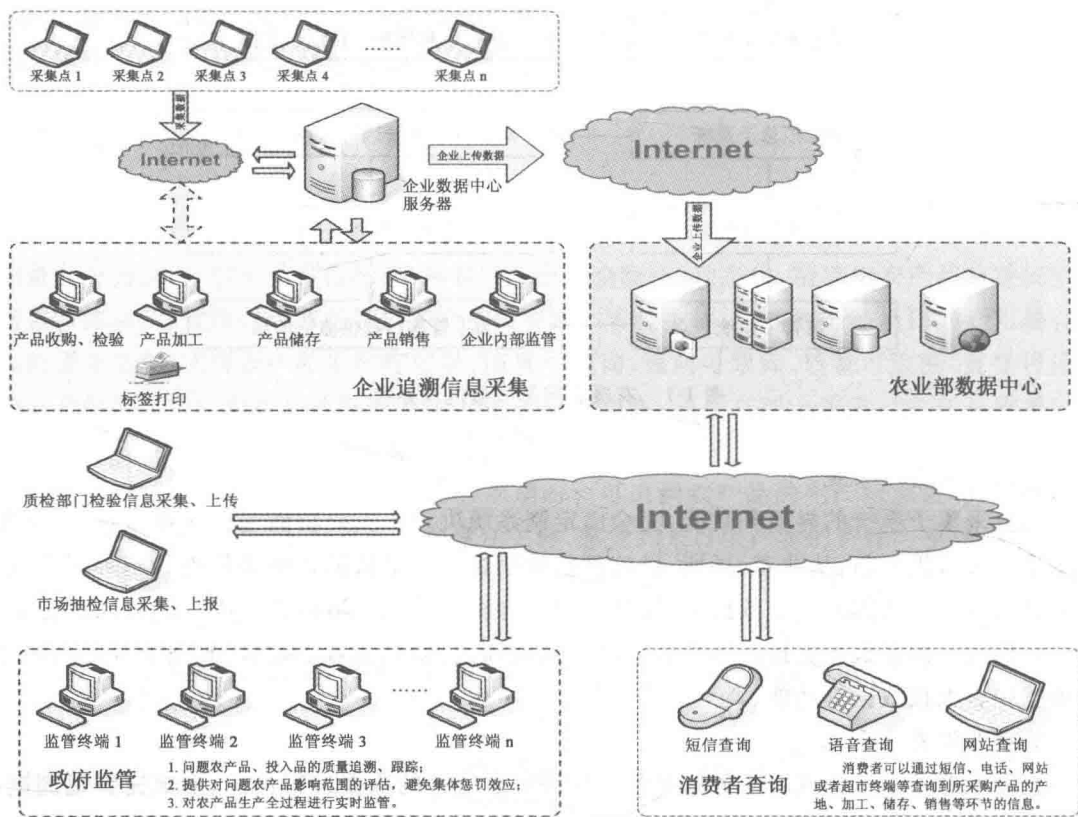 采集点 1
采集点 2
采集点 3
采集点 4
……
采集点 n
采集数据
Internet
企业数据中心
服务器
企业上传数据
Internet
企业上传数据
产品收购、检验
产品加工
产品储存
产品销售
企业内部监管
标签打印
企业追溯信息采集
农业部数据中心
质检部门检验信息采集、上传
Internet
市场抽检信息采集、上报
……
监管终端 1
监管终端 2
监管终端 3
监管终端 n
政府监管
1. 问题农产品、投入品的质量追溯、跟踪;
2. 提供对问题农产品影响范围的评估,避免集体惩罚效应;
3. 对农产品生产全过程进行实时监管。
短信查询
语音查询
网站查询
消费者查询
消费者可以通过短信、电话、网站
或者超市终端等查询到所采购产品的产
地、加工、储存、销售等环节的信息。